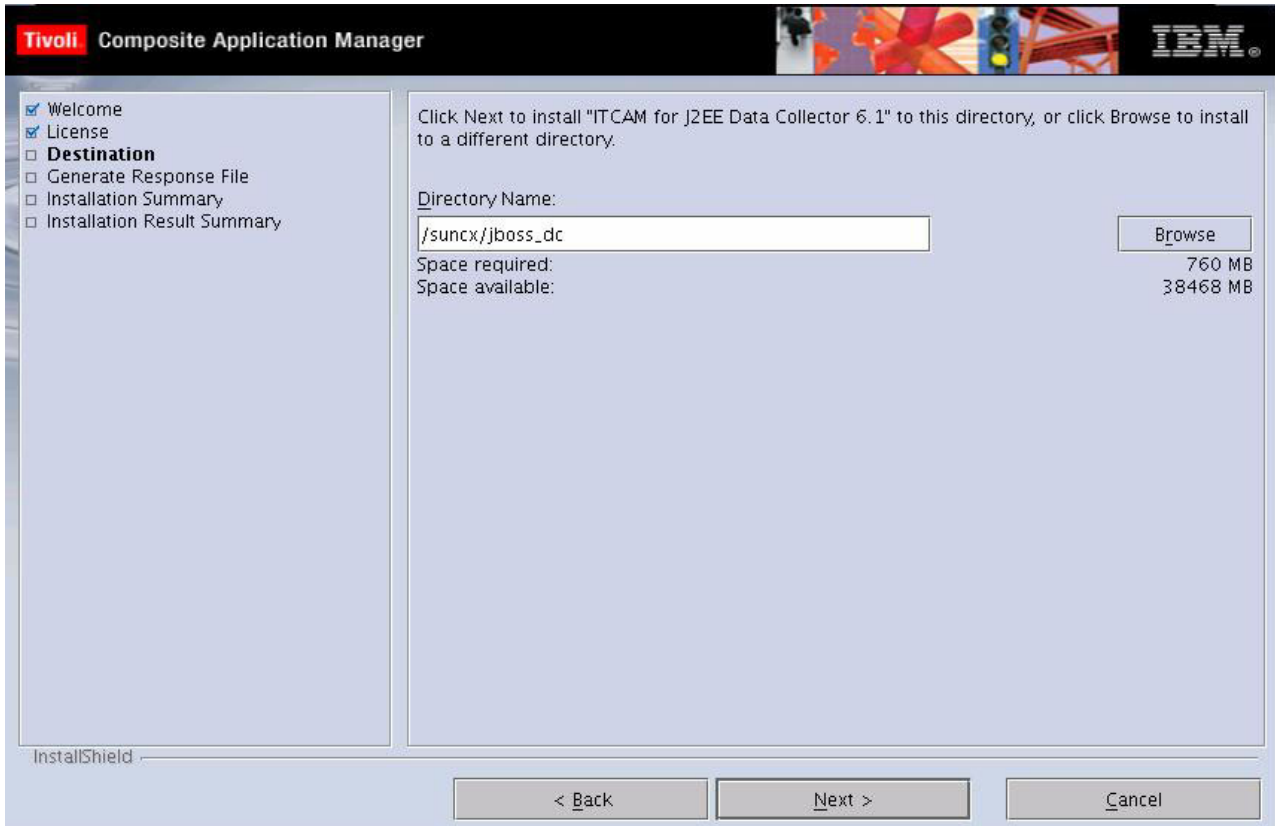 Tivoli. Composite Application Manager
IBM®
Welcome
License
Destination
Generate Response File
Installation Summary
Installation Result Summary
Click Next to install "ITCAM for J2EE Data Collector 6.1" to this directory, or click Browse to install
to a different directory.
Directory Name:
/suncx/jboss_dc
Browse
Space required: 760 MB
Space available: 38468 MB
InstallShield
< Back
Next >
Cancel